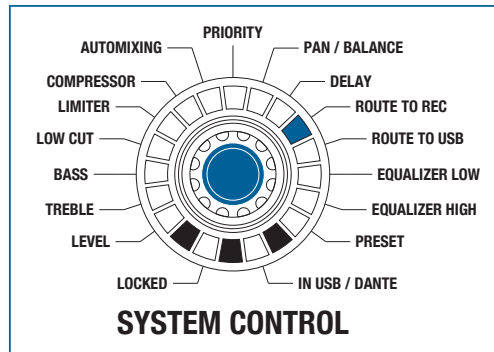 PRIORITY
AUTOMIXING
PAN / BALANCE
COMPRESSOR
DELAY
LIMITER
ROUTE TO REC
LOW CUT
ROUTE TO USB
BASS
EQUALIZER LOW
TREBLE
EQUALIZER HIGH
LEVEL
PRESET
LOCKED
IN USB / DANTE
SYSTEM CONTROL